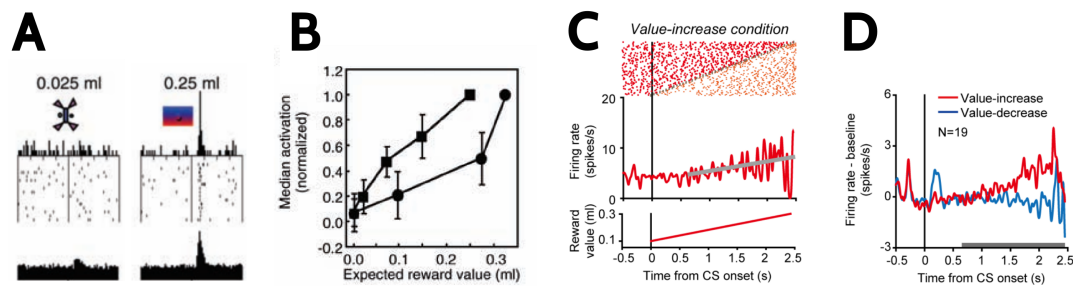 A
0.025 ml
0.25 ml
B
Median activation
(normalized)
1.2
1.0
0.8
0.6
0.4
0.2
0.0
-0.2
0.0
0.1
0.2
0.3
Expected reward value (ml)
C
Value-increase condition
20
10
0
Firing rate
(spikes/s)
Reward
value (ml)
0.3
0.1
-0.5
0
0.5
1
1.5
2
2.5
Time from CS onset (s)
D
Value-increase
Value-decrease
N=19
Firing rate - baseline
(spikes/s)
6
3
0
-3
-0.5
0
0.5
1
1.5
2
2.5
Time from CS onset (s)